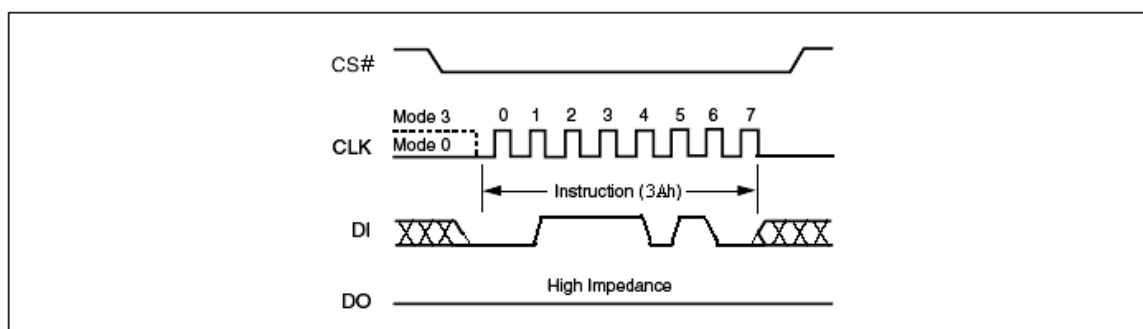 CS#
Mode 3 0 1 2 3 4 5 6 7
CLK Mode 0
Instruction (3Ah)
DI
High Impedance
DO